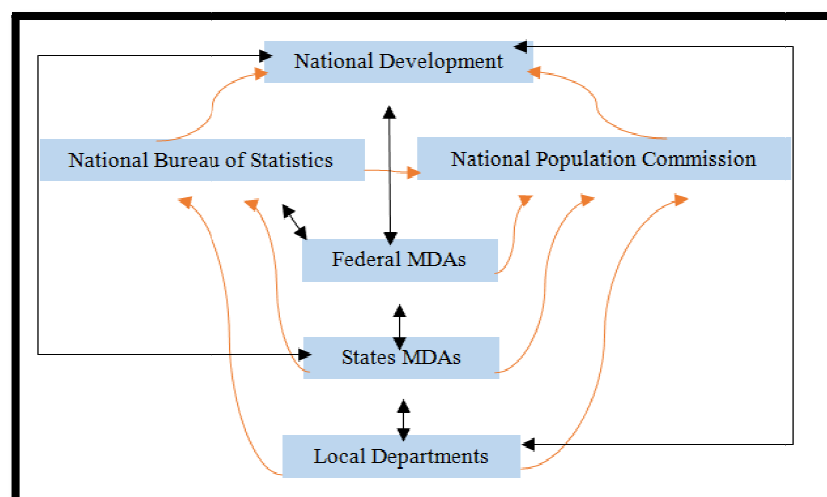 National Development
National Bureau of Statistics
National Population Commission
Federal MDAs
States MDAs
Local Departments